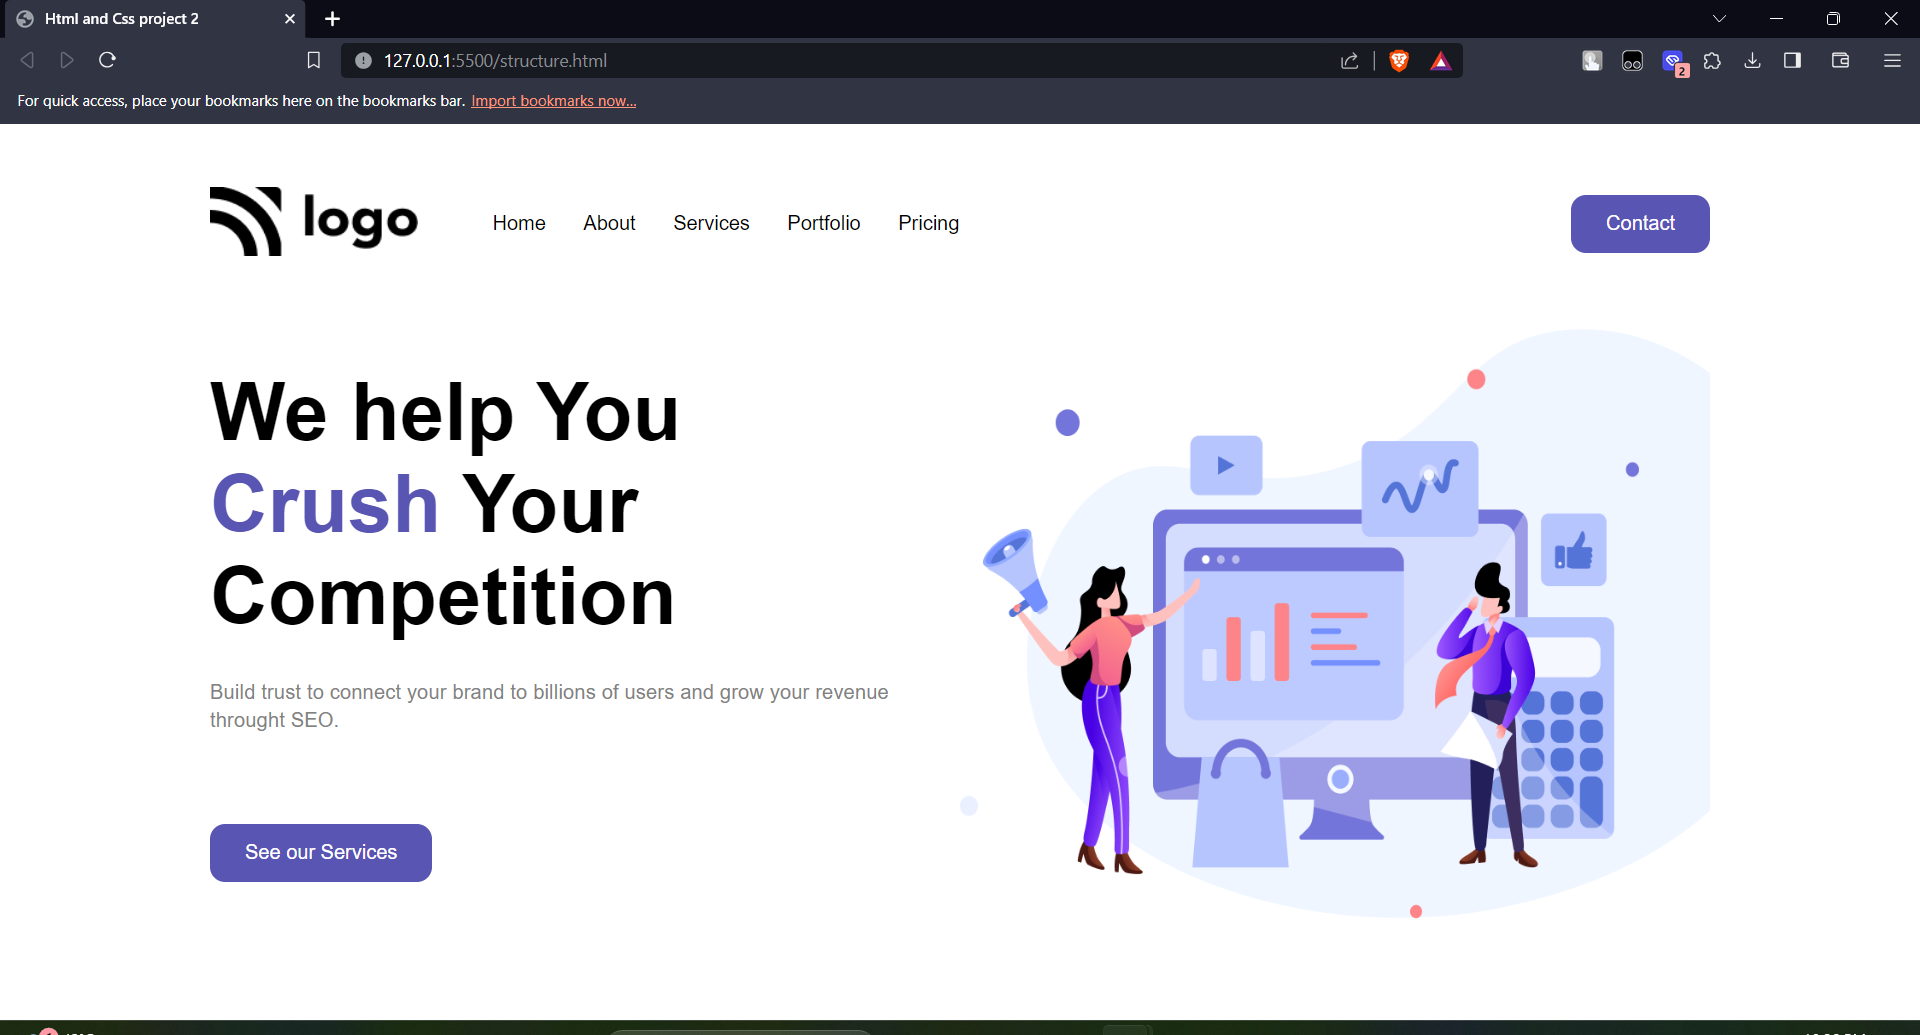 Html and Css project 2
127.0.0.1:5500/structure.html
2
For quick access, place your bookmarks here on the bookmarks bar. Import bookmarks now...
logo Home About Services Portfolio Pricing Contact
We help You
Crush Your
Competition
Build trust to connect your brand to billions of users and grow your revenue
throught SEO.
See our Services